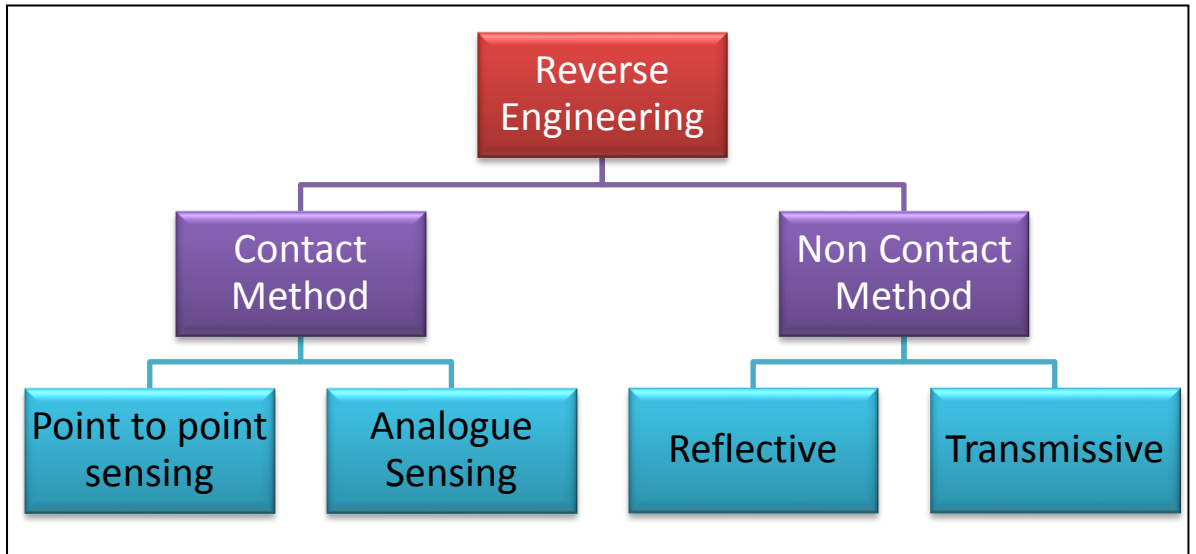 Reverse
Engineering
Contact
Method
Non Contact
Method
Point to point
sensing
Analogue
Sensing
Reflective
Transmissive